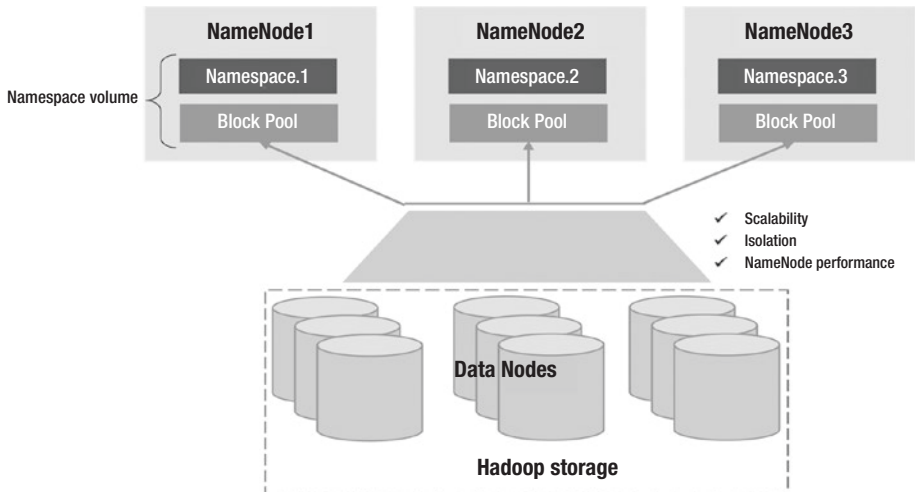 NameNode1
NameNode2
NameNode3
Namespace.1
Namespace.2
Namespace.3
Namespace volume
Block Pool
Block Pool
Block Pool
Scalability
Isolation
NameNode performance
Data Nodes
Hadoop storage